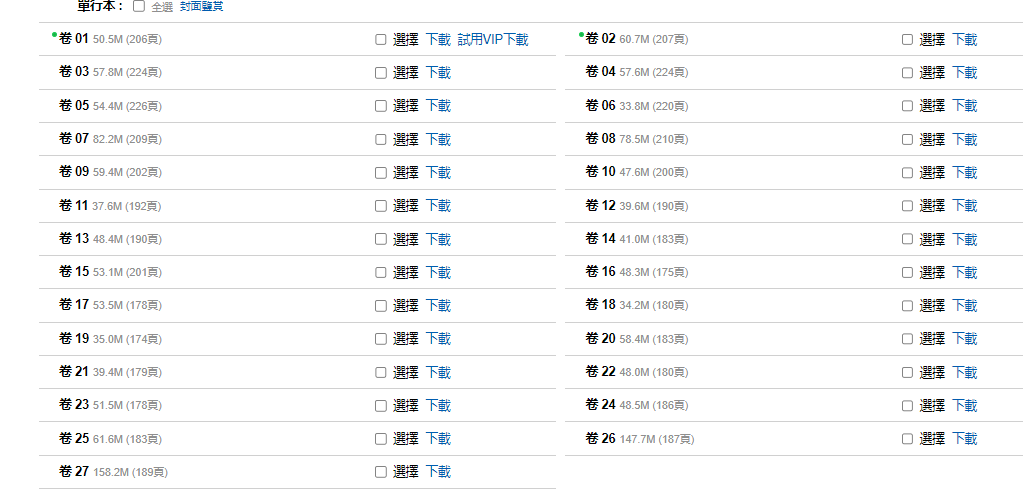 單行本： 全選 封面鑒賞
卷 01 50.5M (206頁) 選擇 下載 試用VIP下載
卷 02 60.7M (207頁) 選擇 下載
卷 03 57.8M (224頁) 選擇 下載
卷 04 57.6M (224頁) 選擇 下載
卷 05 54.4M (226頁) 選擇 下載
卷 06 33.8M (220頁) 選擇 下載
卷 07 82.2M (209頁) 選擇 下載
卷 08 78.5M (210頁) 選擇 下載
卷 09 59.4M (202頁) 選擇 下載
卷 10 47.6M (200頁) 選擇 下載
卷 11 37.6M (192頁) 選擇 下載
卷 12 39.6M (190頁) 選擇 下載
卷 13 48.4M (190頁) 選擇 下載
卷 14 41.0M (183頁) 選擇 下載
卷 15 53.1M (201頁) 選擇 下載
卷 16 48.3M (175頁) 選擇 下載
卷 17 53.5M (178頁) 選擇 下載
卷 18 34.2M (180頁) 選擇 下載
卷 19 35.0M (174頁) 選擇 下載
卷 20 58.4M (183頁) 選擇 下載
卷 21 39.4M (179頁) 選擇 下載
卷 22 48.0M (180頁) 選擇 下載
卷 23 51.5M (178頁) 選擇 下載
卷 24 48.5M (186頁) 選擇 下載
卷 25 61.6M (183頁) 選擇 下載
卷 26 147.7M (187頁) 選擇 下載
卷 27 158.2M (189頁) 選擇 下載